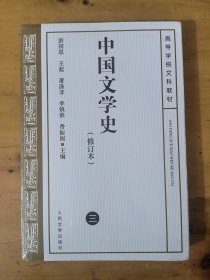 高等学校文科教材
中国文学史
（修订本）
游国恩 王起 萧涤非 季镇淮 费振刚 主编
三
人民文学出版社